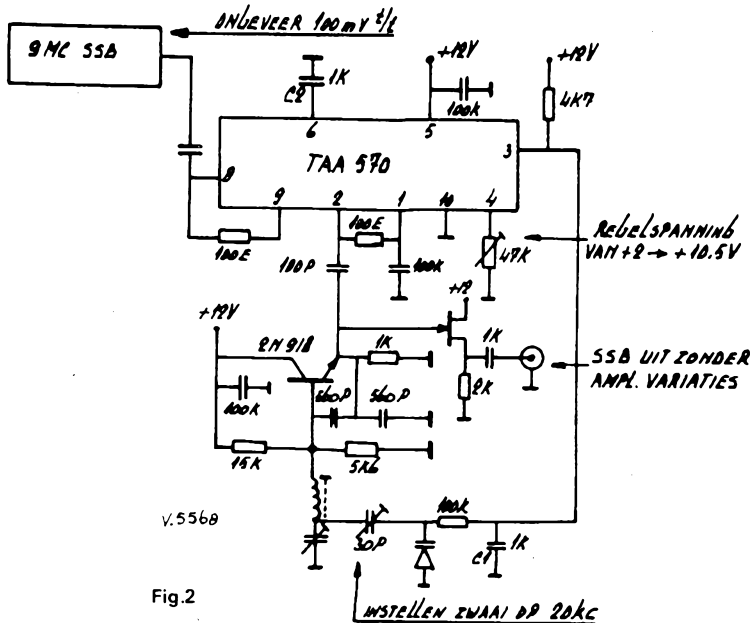 ONGEVEER 100mV t/t
9MC SSB
1K
C2
+12V
100K
+12V
4K7
6
5
3
TAA 570
8
9
2
1
10
4
100E
100E
100P
100K
47K
REGELSPANNING
VAN +2 → +10.5V
+12V
+12
2N918
1K
1K
SSB UIT ZONDER
AMPL. VARIATIES
100K
560P
560P
2K
15K
5K6
V.5568
30P
100K
C1
1K
Fig.2
INSTELLEN ZWAAI OP 20KC